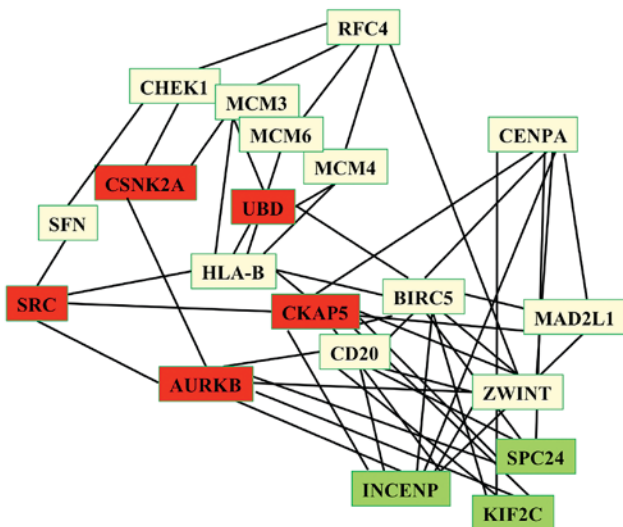 RFC4
CHEK1
MCM3
MCM6
CENPA
MCM4
CSNK2A
UBD
SFN
HLA-B
BIRC5
SRC
CKAP5
MAD2L1
CD20
AURKB
ZWINT
SPC24
INCENP
KIF2C